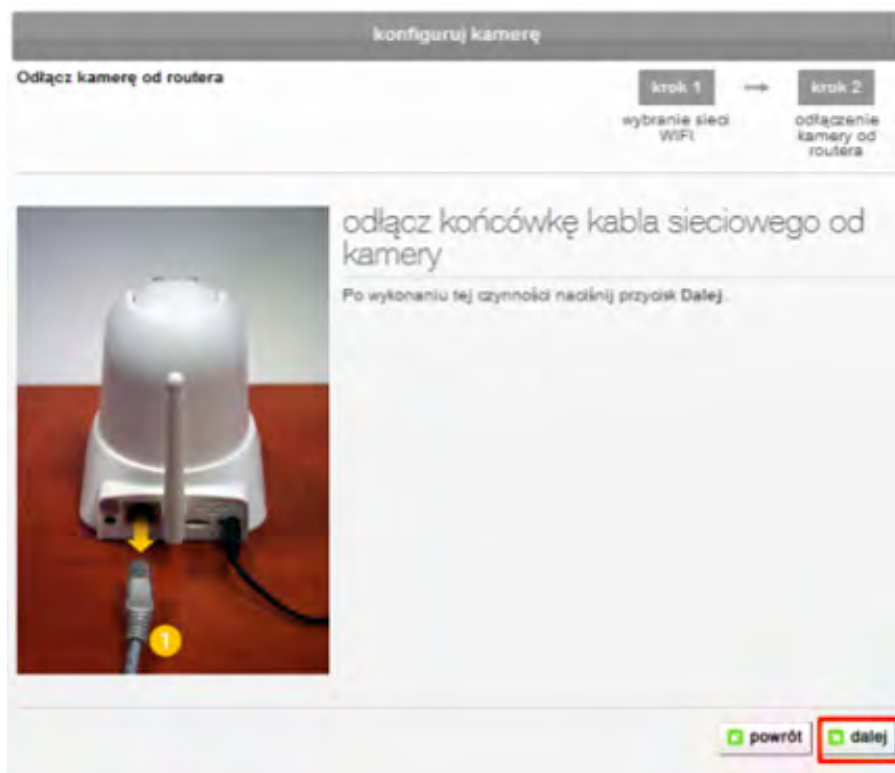 konfiguruj kamerę
Odłącz kamerę od routera
krok 1
krok 2
wybranie sieci
WIFI.
odłączenie
kamery od
routera
odłącz końcówkę kabla sieciowego od
kamery
Po wykonaniu tej czynności naciśnij przycisk Dalej.
1
powrót
dalej